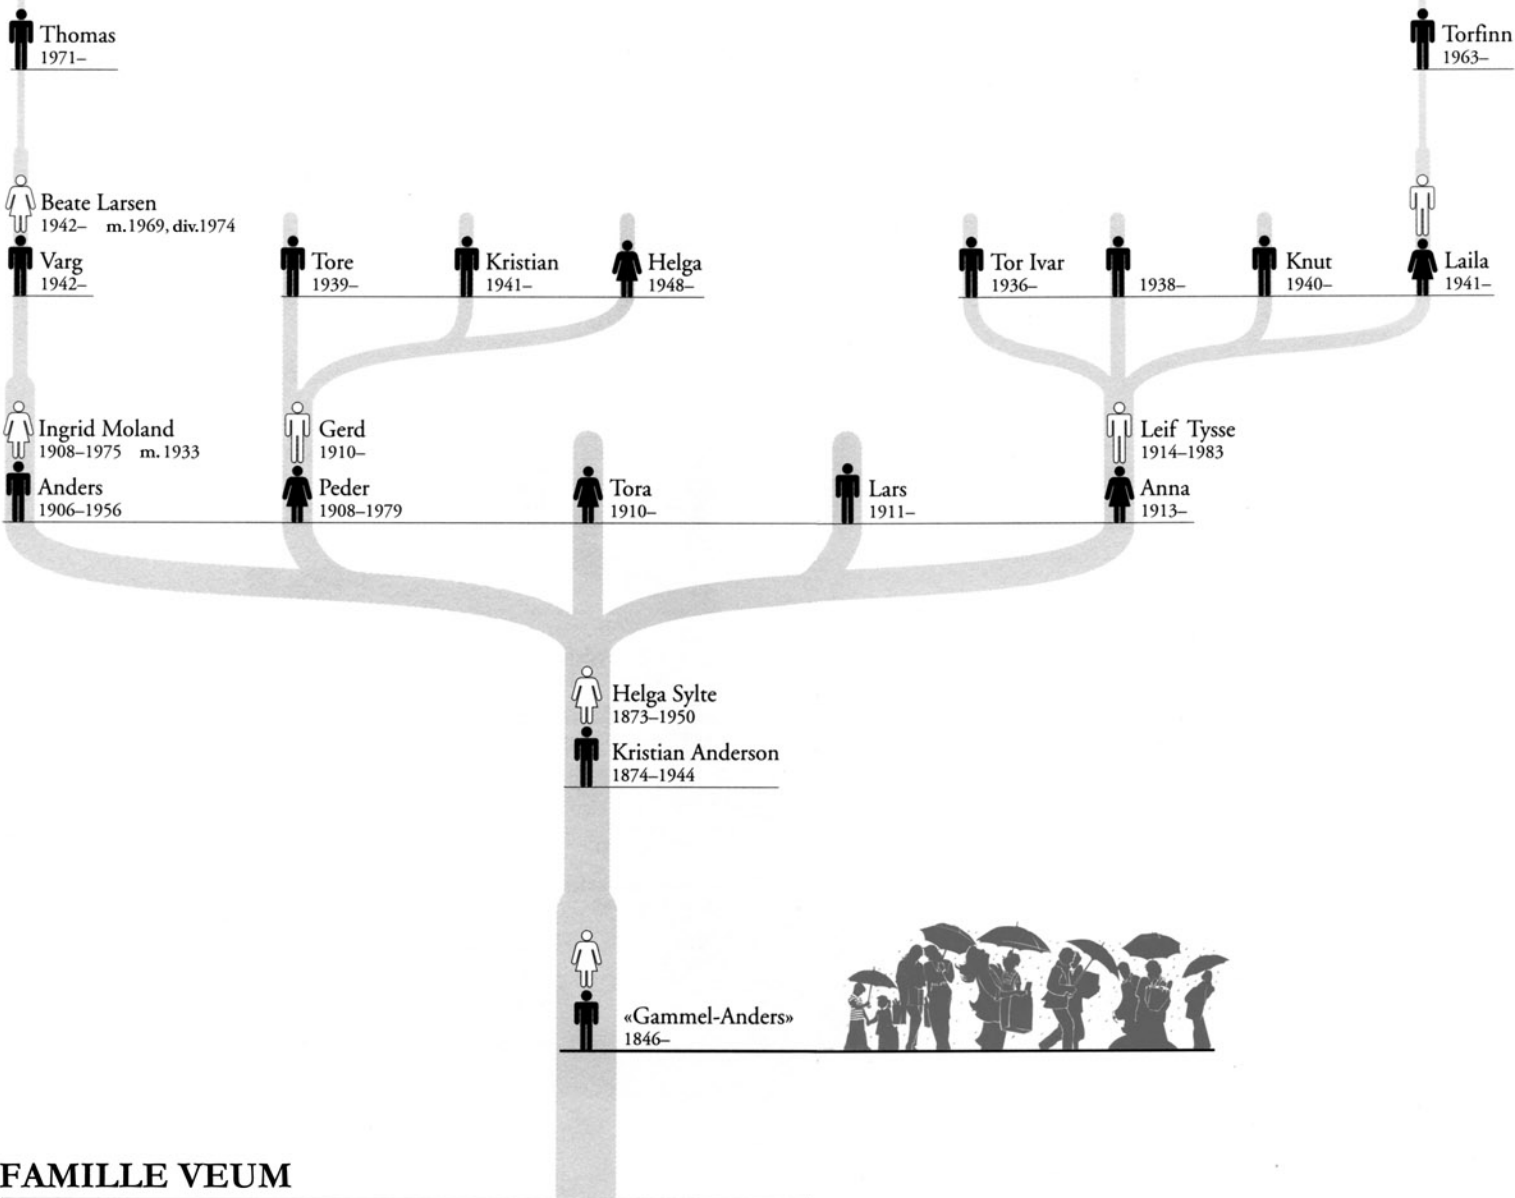 Thomas
1971–
Torfinn
1963–
Beate Larsen
1942– m.1969, div.1974
Varg
1942–
Tore
1939–
Kristian
1941–
Helga
1948–
Tor Ivar
1936–
1938–
Knut
1940–
Laila
1941–
Ingrid Moland
1908–1975 m. 1933
Anders
1906–1956
Gerd
1910–
Peder
1908–1979
Tora
1910–
Lars
1911–
Leif Tysse
1914–1983
Anna
1913–
Helga Sylte
1873–1950
Kristian Anderson
1874–1944
«Gammel-Anders»
1846–
FAMILLE VEUM